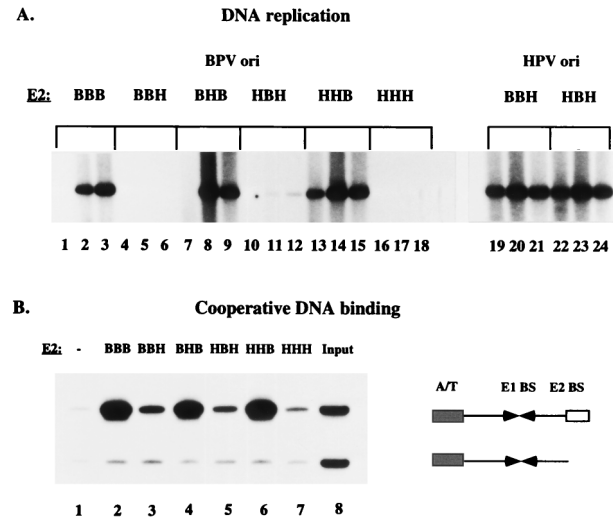 A. DNA replication
BPV ori HPV ori
E2: BBB BBH BHB HBH HHB HHH BBH HBH
1 2 3 4 5 6 7 8 9 10 11 12 13 14 15 16 17 18 19 20 21 22 23 24
B. Cooperative DNA binding
E2: - BBB BBH BHB HBH HHB HHH Input
A/T E1 BS E2 BS
1 2 3 4 5 6 7 8